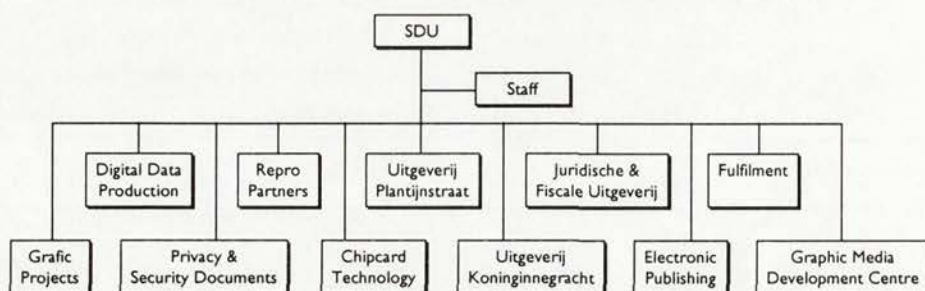 SDU
Staff
Digital Data
Production
Repro
Partners
Uitgeverij
Plantijnstraat
Juridische &
Fiscale Uitgeverij
Fulfilment
Grafic
Projects
Privacy &
Security Documents
Chipcard
Technology
Uitgeverij
Koninginnegracht
Electronic
Publishing
Graphic Media
Development Centre